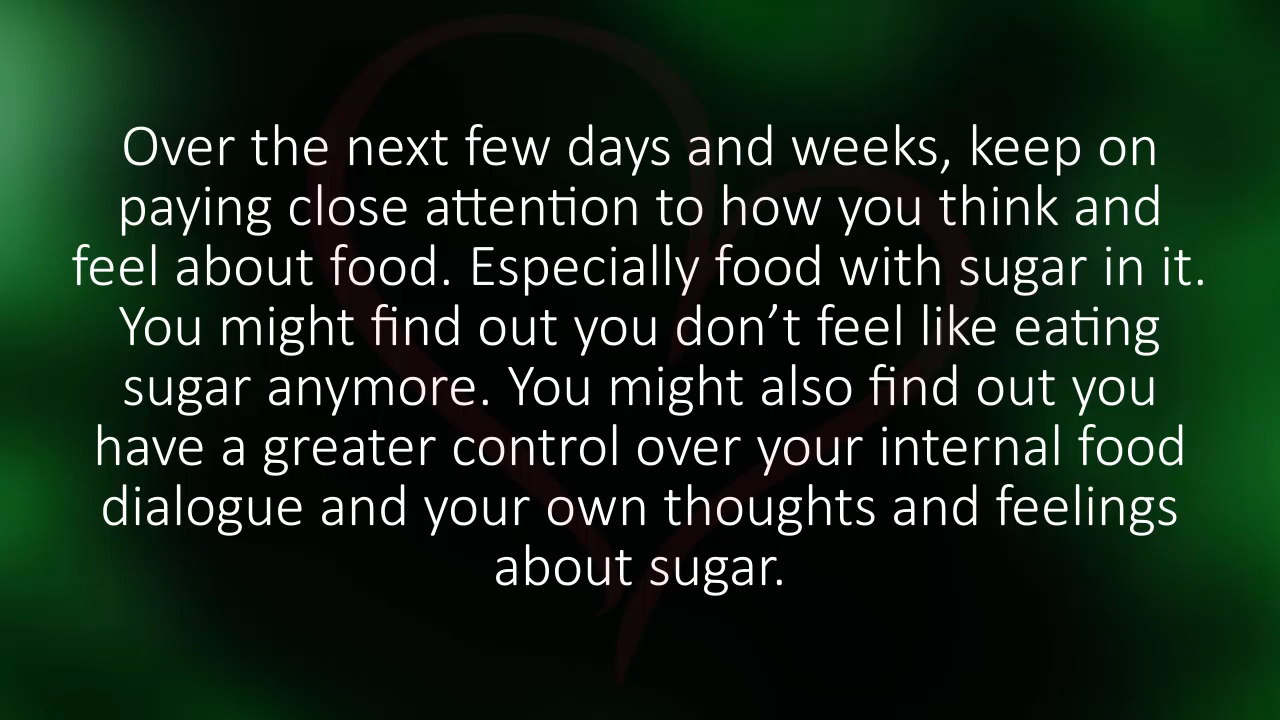 Over the next few days and weeks, keep on
paying close attention to how you think and
feel about food. Especially food with sugar in it.
You might find out you don’t feel like eating
sugar anymore. You might also find out you
have a greater control over your internal food
dialogue and your own thoughts and feelings
about sugar.